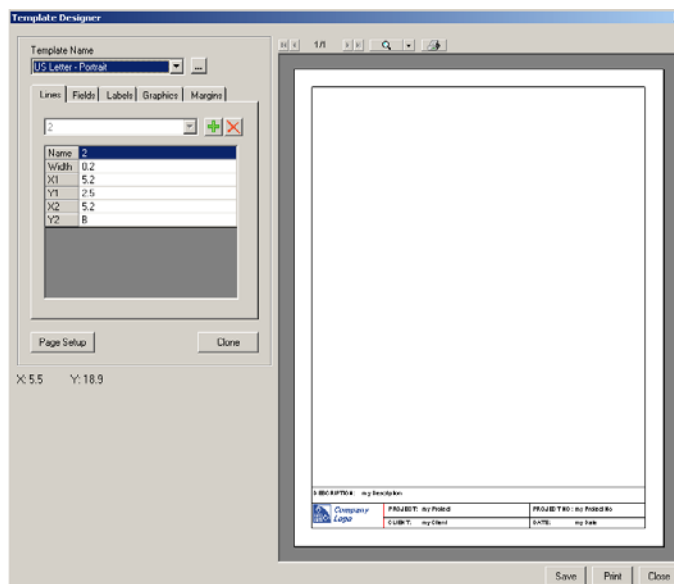 Template Designer
Template Name
US Letter - Portrait
...
1/1
Lines Fields Labels Graphics Margins
2
Name 2
Width 0.2
X1 5.2
Y1 2.5
X2 5.2
Y2 B
Page Setup Clone
X: 5.5 Y: 18.9
DESCRIPTION: my Description
Company Logo
PROJECT: my Project
PROJECT NO: my Project No
CLIENT: my Client
DATE: my Date
Save Print Close